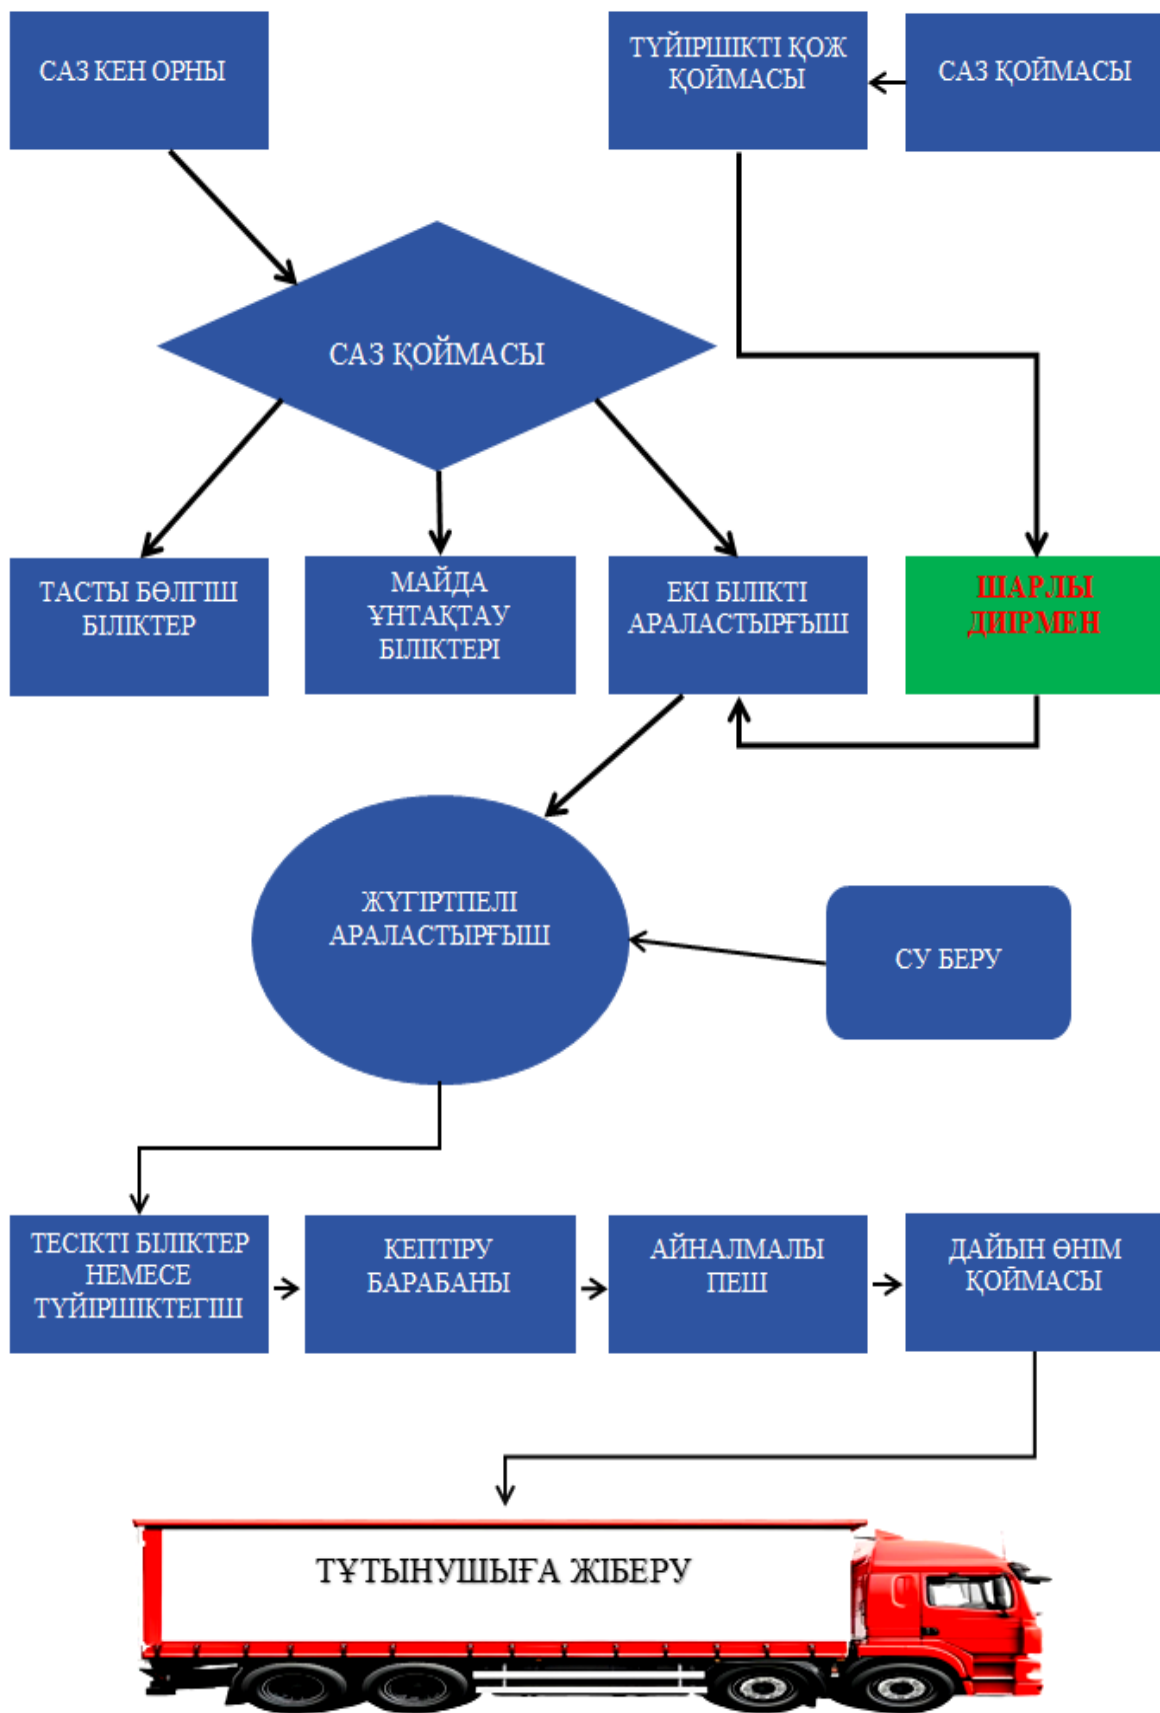 САЗ КЕН ОРНЫ
ТҮЙІРШІКТІ ҚОЖ
ҚОЙМАСЫ
САЗ ҚОЙМАСЫ
САЗ ҚОЙМАСЫ
ТАСТЫ БӨЛГІШ
БІЛІКТЕР
МАЙДА
ҰНТАҚТАУ
БІЛІКТЕРІ
ЕКІ БІЛІКТІ
АРАЛАСТЫРҒЫШ
ШАРЛЫ
ДИІРМЕН
ЖҮГІРТПЕЛІ
АРАЛАСТЫРҒЫШ
СУ БЕРУ
ТЕСІКТІ БІЛІКТЕР
НЕМЕСЕ
ТҮЙІРШІКТЕГІШ
КЕПТІРУ
БАРАБАНЫ
АЙНАЛМАЛЫ
ПЕШ
ДАЙЫН ӨНІМ
ҚОЙМАСЫ
ТҰТЫНУШЫҒА ЖІБЕРУ